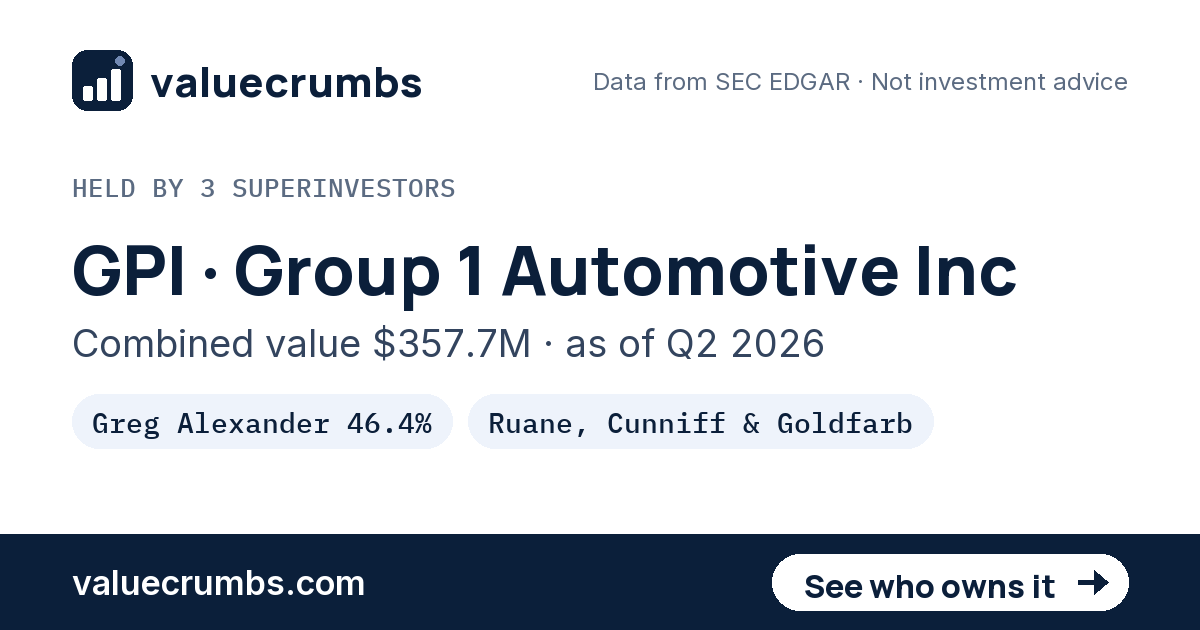 valuecrumbs
Data from SEC EDGAR · Not investment advice
HELD BY 3 SUPERINVESTORS
GPI · Group 1 Automotive Inc
Combined value $357.7M · as of Q2 2026
Greg Alexander 46.4%
Ruane, Cunniff & Goldfarb
valuecrumbs.com
See who owns it →